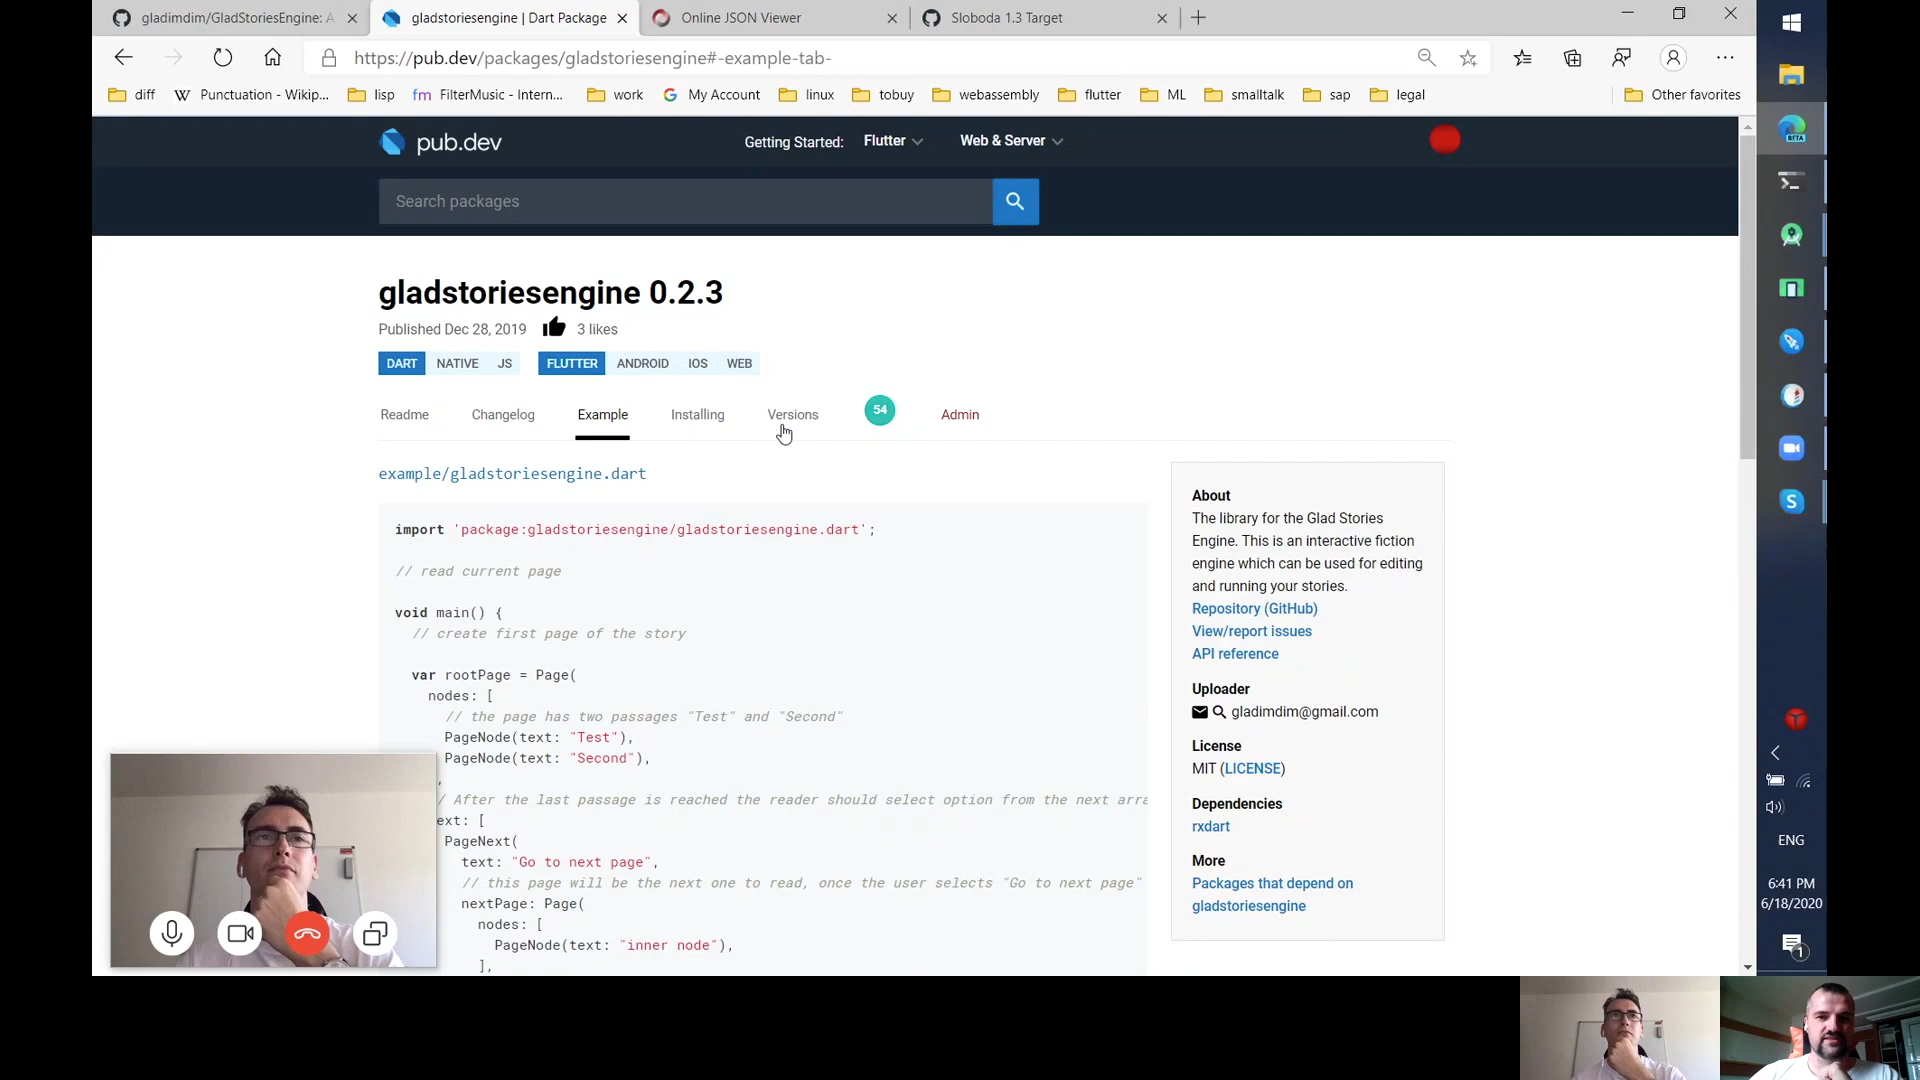 gladimdim/GladStoriesEngine: A
gladstoriesengine | Dart Package
Online JSON Viewer
Sloboda 1.3 Target
https://pub.dev/packages/gladstoriesengine#-example-tab-
diff
W Punctuation - Wikip...
lisp
fm FilterMusic - Intern...
work
G My Account
linux
tobuy
webassembly
flutter
ML
smalltalk
sap
legal
Other favorites
BETA
pub.dev
Getting Started:
Flutter
Web & Server
Search packages
gladstoriesengine 0.2.3
Published Dec 28, 2019
3 likes
DART NATIVE JS FLUTTER ANDROID IOS WEB
Readme Changelog Example Installing Versions 54 Admin
example/gladstoriesengine.dart
import 'package:gladstoriesengine/gladstoriesengine.dart';
// read current page
void main() {
// create first page of the story
var rootPage = Page(
nodes: [
// the page has two passages "Test" and "Second"
PageNode(text: "Test"),
PageNode(text: "Second"),
,
/ After the last passage is reached the reader should select option from the next arra
ext: [
PageNext(
text: "Go to next page",
// this page will be the next one to read, once the user selects "Go to next page"
nextPage: Page(
nodes: [
PageNode(text: "inner node"),
],
About
The library for the Glad Stories
Engine. This is an interactive fiction
engine which can be used for editing
and running your stories.
Repository (GitHub)
View/report issues
API reference
Uploader
gladimdim@gmail.com
License
MIT (LICENSE)
Dependencies
rxdart
More
Packages that depend on
gladstoriesengine
S
ENG
6:41 PM
6/18/2020
1